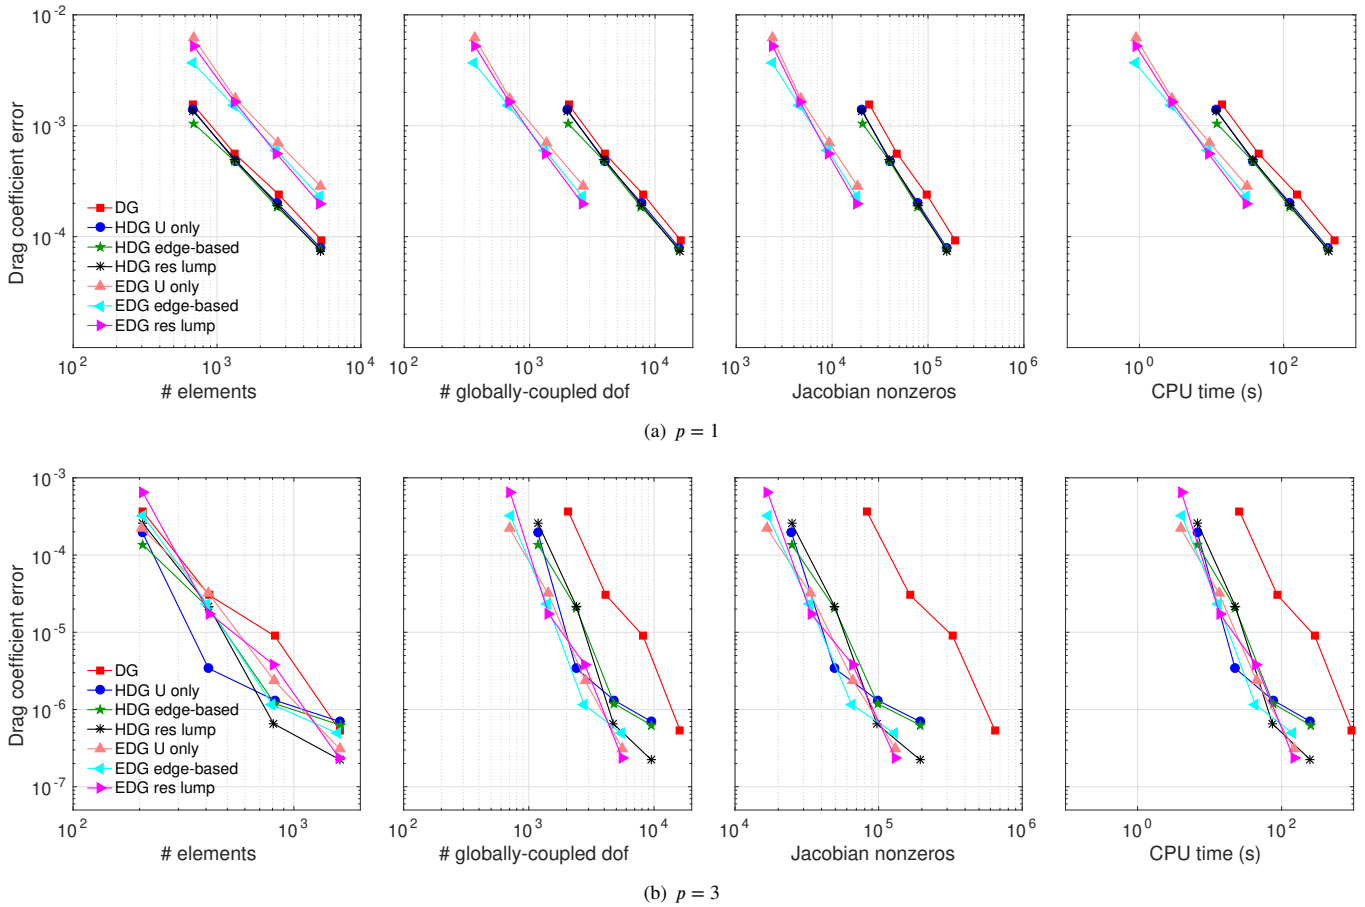 10^-2
10^-3
10^-4
Drag coefficient error
DG
HDG U only
HDG edge-based
HDG res lump
EDG U only
EDG edge-based
EDG res lump
10^2 10^3 10^4
# elements
10^2 10^3 10^4
# globally-coupled dof
10^3 10^4 10^5 10^6
Jacobian nonzeros
10^0 10^2
CPU time (s)
(a) p = 1
10^-3
10^-4
10^-5
10^-6
10^-7
Drag coefficient error
DG
HDG U only
HDG edge-based
HDG res lump
EDG U only
EDG edge-based
EDG res lump
10^2 10^3
# elements
10^2 10^3 10^4
# globally-coupled dof
10^4 10^5 10^6
Jacobian nonzeros
10^0 10^2
CPU time (s)
(b) p = 3